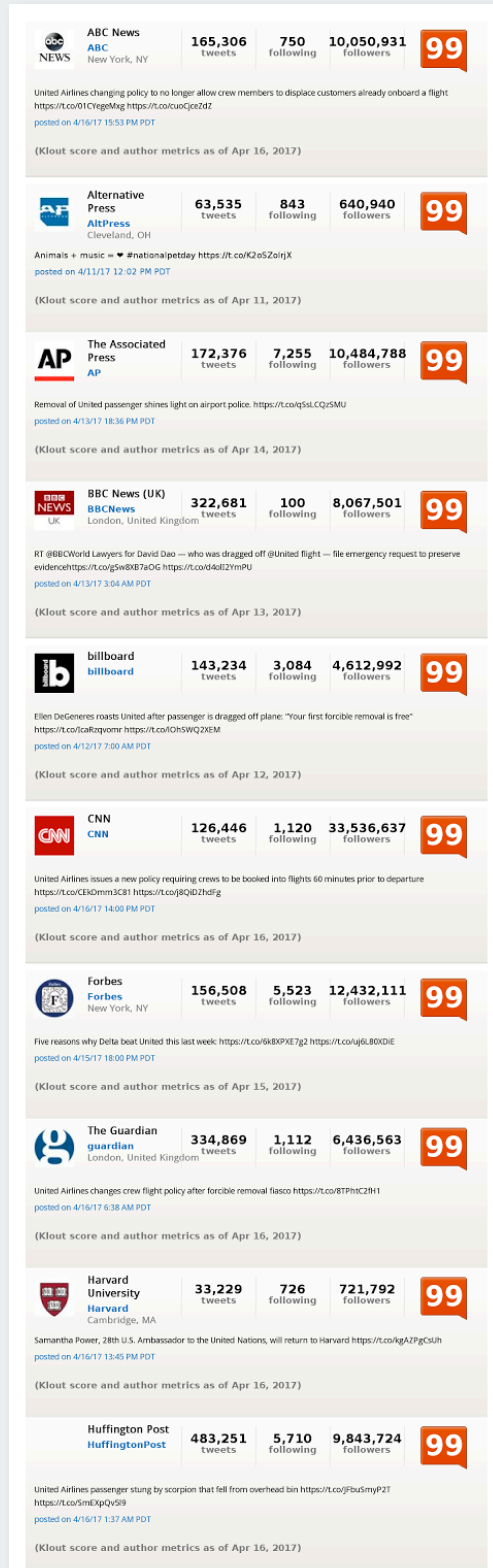 abc
NEWS
ABC News
ABC
New York, NY
165,306
tweets
750
following
10,050,931
followers
99
United Airlines changing policy to no longer allow crew members to displace customers already onboard a flight
https://t.co/01CYegeMxg https://t.co/cuoCjceZdZ
posted on 4/16/17 15:53 PM PDT
(Klout score and author metrics as of Apr 16, 2017)
AP
Alternative
Press
AltPress
Cleveland, OH
63,535
tweets
843
following
640,940
followers
99
Animals + music = ❤ #nationalpetday https://t.co/K2oSZolrjX
posted on 4/11/17 12:02 PM PDT
(Klout score and author metrics as of Apr 11, 2017)
AP
The Associated
Press
AP
172,376
tweets
7,255
following
10,484,788
followers
99
Removal of United passenger shines light on airport police. https://t.co/qSsLCQzSMU
posted on 4/13/17 18:36 PM PDT
(Klout score and author metrics as of Apr 14, 2017)
BBC
NEWS
UK
BBC News (UK)
BBCNews
London, United Kingdom
322,681
tweets
100
following
8,067,501
followers
99
RT @BBCWorld Lawyers for David Dao — who was dragged off @United flight — file emergency request to preserve
evidencehttps://t.co/gSw8XB7aOG https://t.co/d4oll2YmPU
posted on 4/13/17 3:04 AM PDT
(Klout score and author metrics as of Apr 13, 2017)
billboard
b
billboard
billboard
143,234
tweets
3,084
following
4,612,992
followers
99
Ellen DeGeneres roasts United after passenger is dragged off plane: "Your first forcible removal is free"
https://t.co/IcaRzqvomr https://t.co/lOhSWQ2XEM
posted on 4/12/17 7:00 AM PDT
(Klout score and author metrics as of Apr 12, 2017)
CNN
CNN
CNN
126,446
tweets
1,120
following
33,536,637
followers
99
United Airlines issues a new policy requiring crews to be booked into flights 60 minutes prior to departure
https://t.co/CEkDmm3C81 https://t.co/j8QiDZhdFg
posted on 4/16/17 14:00 PM PDT
(Klout score and author metrics as of Apr 16, 2017)
F
Forbes
Forbes
New York, NY
156,508
tweets
5,523
following
12,432,111
followers
99
Five reasons why Delta beat United this last week: https://t.co/6k8XPXE7g2 https://t.co/uj6L80XDiE
posted on 4/15/17 18:00 PM PDT
(Klout score and author metrics as of Apr 15, 2017)
g
The Guardian
guardian
London, United Kingdom
334,869
tweets
1,112
following
6,436,563
followers
99
United Airlines changes crew flight policy after forcible removal fiasco https://t.co/8TPhtC2fH1
posted on 4/16/17 6:38 AM PDT
(Klout score and author metrics as of Apr 16, 2017)
Harvard
University
Harvard
Cambridge, MA
33,229
tweets
726
following
721,792
followers
99
Samantha Power, 28th U.S. Ambassador to the United Nations, will return to Harvard https://t.co/kgAZPgCsUh
posted on 4/16/17 13:45 PM PDT
(Klout score and author metrics as of Apr 16, 2017)
Huffington Post
HuffingtonPost
483,251
tweets
5,710
following
9,843,724
followers
99
United Airlines passenger stung by scorpion that fell from overhead bin https://t.co/JFbuSmyP2T
https://t.co/SmEXpQv5l9
posted on 4/16/17 1:37 AM PDT
(Klout score and author metrics as of Apr 16, 2017)